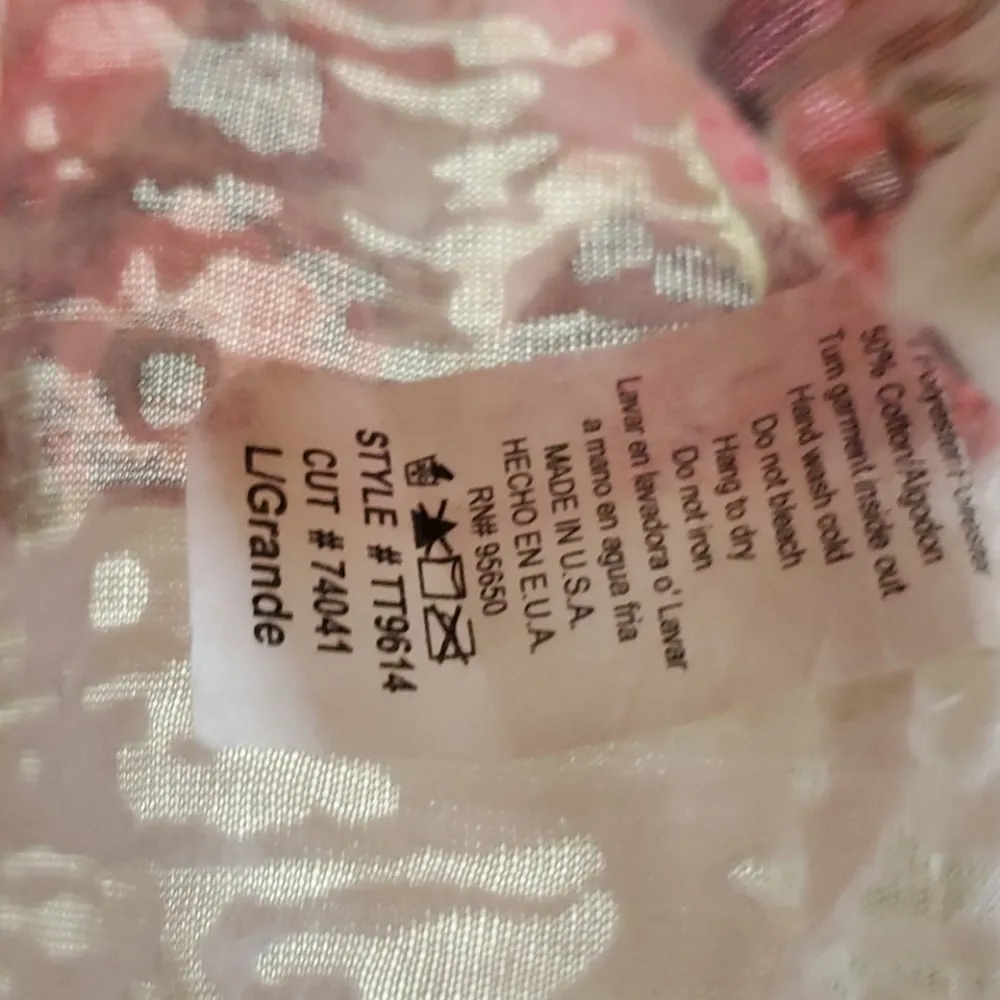 Polyester/Poliester
50% Cotton/Algodon
Turn garment inside out
Hand wash cold
Do not bleach
Hang to dry
Do not iron
Lavar en lavadora o' Lavar
a mano en agua fria
MADE IN U.S.A.
HECHO EN E.U.A.
RN# 95650
STYLE # TT9614
CUT # 74041
L/Grande